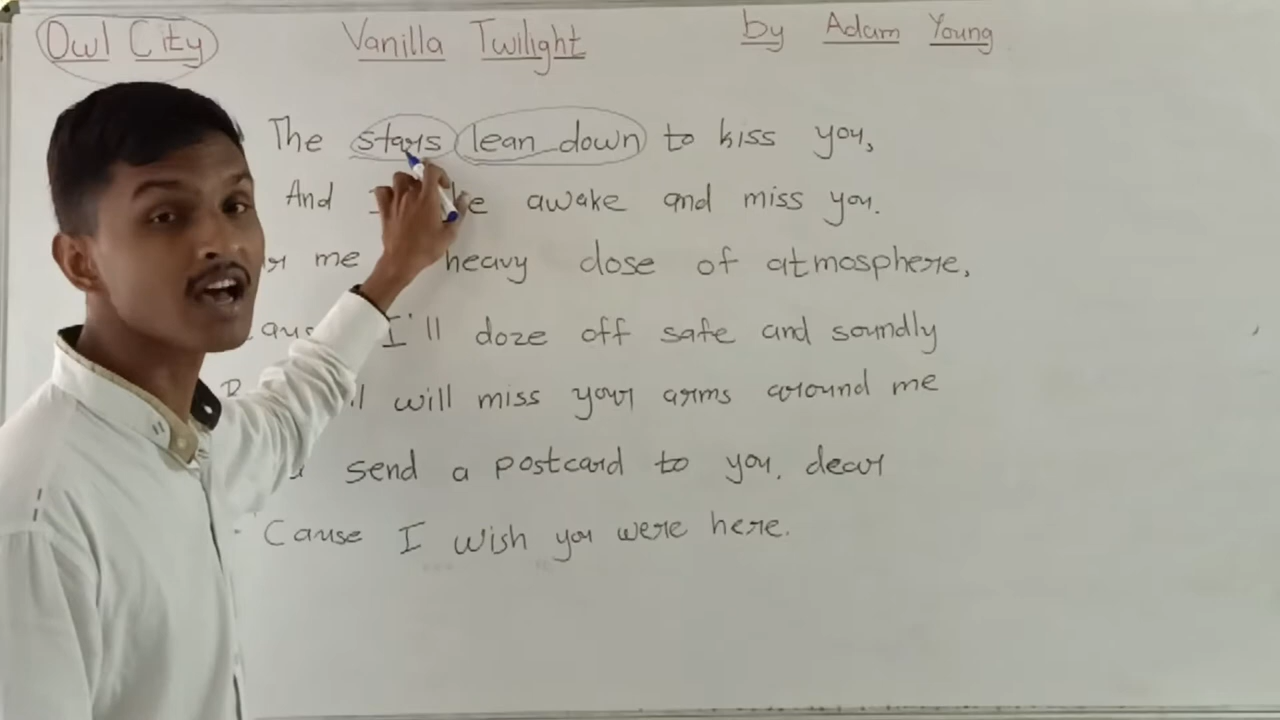 Owl City Vanilla Twilight by Adam Young
The stars lean down to kiss you,
And awake and miss you.
me heavy dose of atmosphere,
I'll doze off safe and soundly
will miss your arms around me
send a postcard to you, dear
Cause I wish you were here.